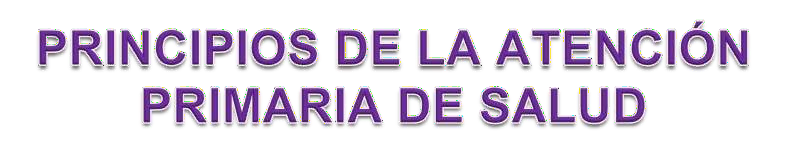 PRINCIPIOS DE LA ATENCIÓN
PRIMARIA DE SALUD